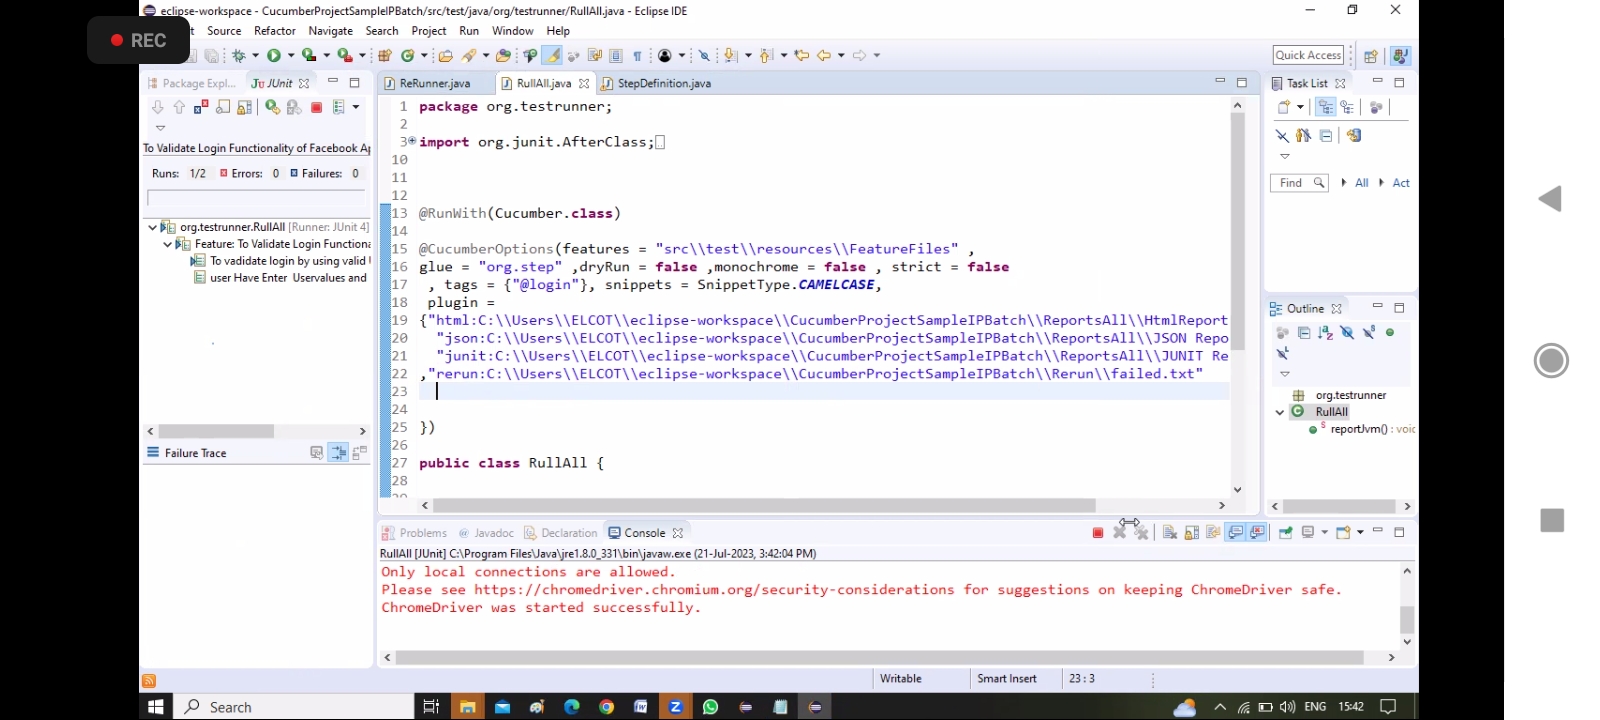 eclipse-workspace - CucumberProjectSampleIPBatch/src/test/java/org/testrunner/RullAll.java - Eclipse IDE
REC
Source Refactor Navigate Search Project Run Window Help
Quick Access
Package Expl... JUnit
ReRunner.java RullAll.java StepDefinition.java
Task List
To Validate Login Functionality of Facebook Ap
Runs: 1/2 Errors: 0 Failures: 0
org.testrunner.RullAll [Runner: JUnit 4]
Feature: To Validate Login Functiona
To vadidate login by using valid
user Have Enter Uservalues and
Failure Trace
1 package org.testrunner;
2
3 import org.junit.AfterClass;
10
11
12
13 @RunWith(Cucumber.class)
14
15 @CucumberOptions(features = "src\\test\\resources\\FeatureFiles" ,
16 glue = "org.step" ,dryRun = false ,monochrome = false , strict = false
17 , tags = {"@login"}, snippets = SnippetType.CAMELCASE,
18 plugin =
19 {"html:C:\\Users\\ELCOT\\eclipse-workspace\\CucumberProjectSampleIPBatch\\ReportsAll\\HtmlReport
20 "json:C:\\Users\\ELCOT\\eclipse-workspace\\CucumberProjectSampleIPBatch\\ReportsAll\\JSON Repo
21 "junit:C:\\Users\\ELCOT\\eclipse-workspace\\CucumberProjectSampleIPBatch\\ReportsAll\\JUNIT Re
22 ,"rerun:C:\\Users\\ELCOT\\eclipse-workspace\\CucumberProjectSampleIPBatch\\Rerun\\failed.txt"
23
24
25 })
26
27 public class RullAll {
28
Find All Act
Outline
org.testrunner
RullAll
reportJvm() : voic
Problems Javadoc Declaration Console
RullAll [JUnit] C:\Program Files\Java\jre1.8.0_331\bin\javaw.exe (21-Jul-2023, 3:42:04 PM)
Only local connections are allowed.
Please see https://chromedriver.chromium.org/security-considerations for suggestions on keeping ChromeDriver safe.
ChromeDriver was started successfully.
Writable Smart Insert 23 : 3
Search
ENG 15:42